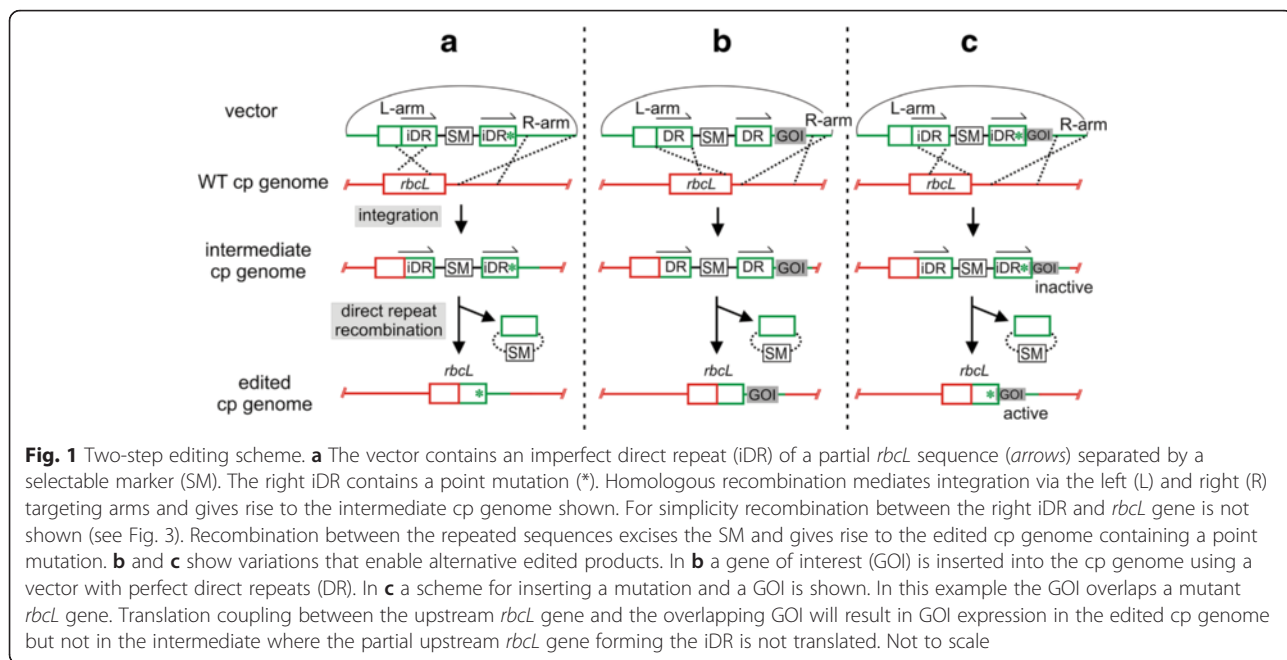 a b c
vector
L-arm R-arm
iDR SM iDR*
L-arm R-arm
DR SM DR GOI
L-arm R-arm
iDR SM iDR* GOI
WT cp genome
rbcL rbcL rbcL
integration
intermediate
cp genome
iDR SM iDR*
DR SM DR GOI
iDR SM iDR* GOI
inactive
direct repeat
recombination
SM SM SM
rbcL rbcL rbcL
edited
cp genome
*
GOI
* GOI
active
Fig. 1 Two-step editing scheme. a The vector contains an imperfect direct repeat (iDR) of a partial rbcL sequence (arrows) separated by a
selectable marker (SM). The right iDR contains a point mutation (*). Homologous recombination mediates integration via the left (L) and right (R)
targeting arms and gives rise to the intermediate cp genome shown. For simplicity recombination between the right iDR and rbcL gene is not
shown (see Fig. 3). Recombination between the repeated sequences excises the SM and gives rise to the edited cp genome containing a point
mutation. b and c show variations that enable alternative edited products. In b a gene of interest (GOI) is inserted into the cp genome using a
vector with perfect direct repeats (DR). In c a scheme for inserting a mutation and a GOI is shown. In this example the GOI overlaps a mutant
rbcL gene. Translation coupling between the upstream rbcL gene and the overlapping GOI will result in GOI expression in the edited cp genome
but not in the intermediate where the partial upstream rbcL gene forming the iDR is not translated. Not to scale